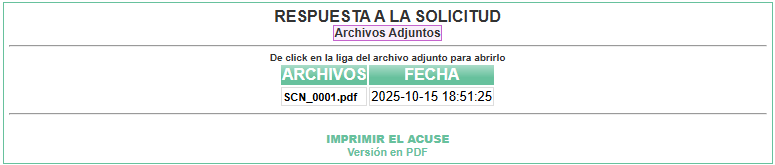 RESPUESTA A LA SOLICITUD
Archivos Adjuntos
De click en la liga del archivo adjunto para abrirlo
ARCHIVOS FECHA
SCN_0001.pdf 2025-10-15 18:51:25
IMPRIMIR EL ACUSE
Versión en PDF